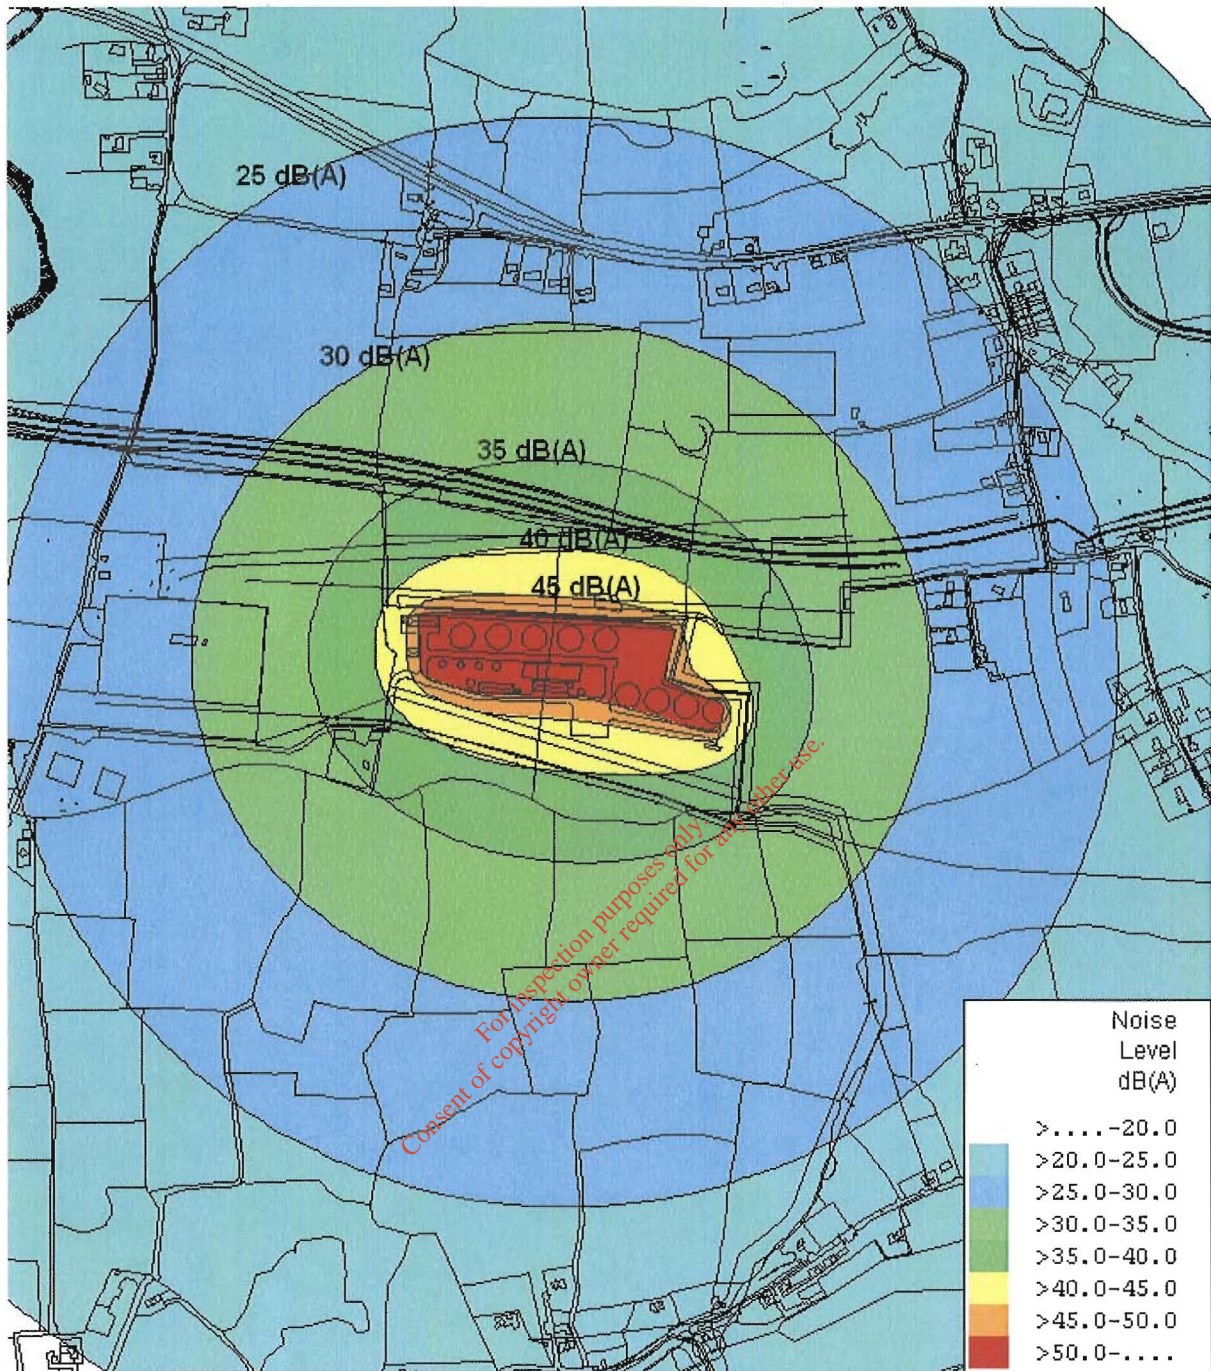 25 dB(A)
30 dB(A)
35 dB(A)
40 dB(A)
45 dB(A)
For inspection purposes only
Consent of copyright owner required for any other use.
Noise
Level
dB(A)
>....-20.0
>20.0-25.0
>25.0-30.0
>30.0-35.0
>35.0-40.0
>40.0-45.0
>45.0-50.0
>50.0-....